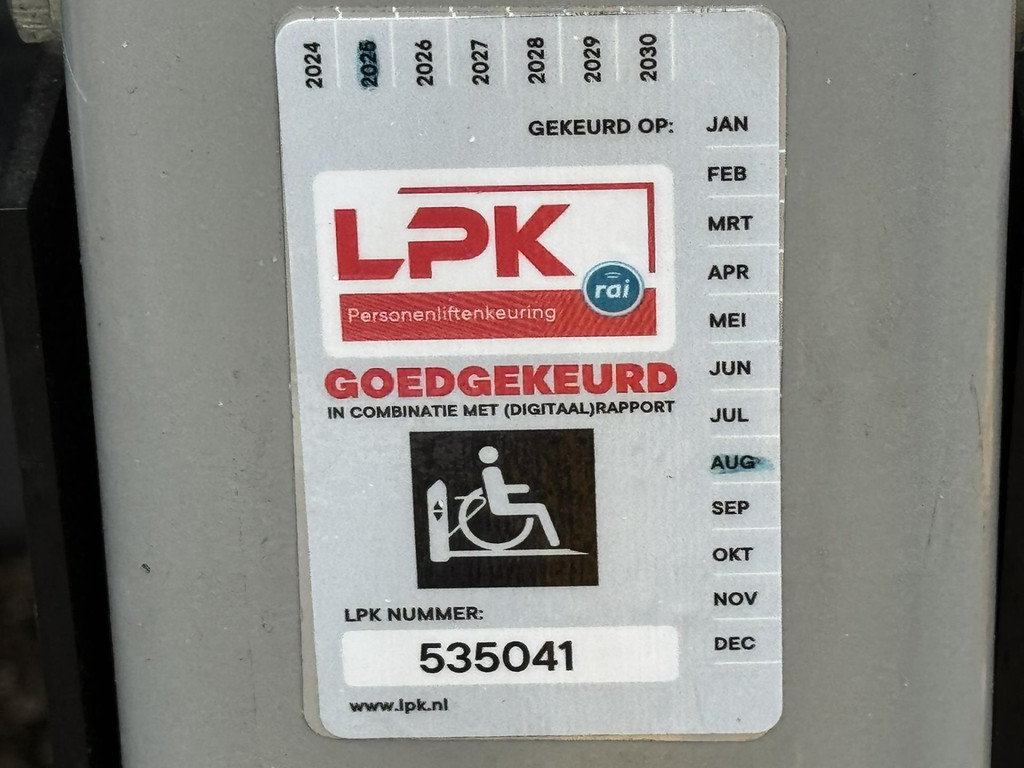 2024 2025 2026 2027 2028 2029 2030
GEKEURD OP:
JAN
FEB
MRT
APR
MEI
JUN
JUL
AUG
SEP
OKT
NOV
DEC
LPK
rai
Personenliftenkeuring
GOEDGEKEURD
IN COMBINATIE MET (DIGITAAL)RAPPORT
LPK NUMMER:
535041
www.lpk.nl